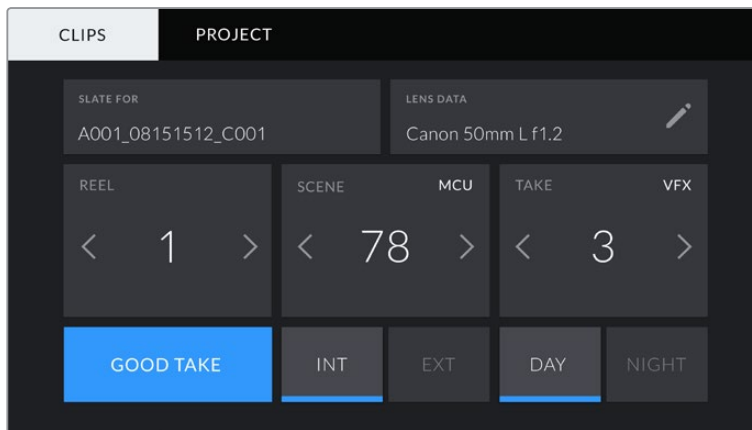 CLIPS PROJECT
SLATE FOR LENS DATA
A001_08151512_C001 Canon 50mm L f1.2
REEL SCENE MCU TAKE VFX
< 1 > < 78 > < 3 >
GOOD TAKE INT EXT DAY NIGHT